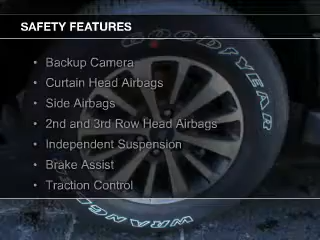 SAFETY FEATURES
• Backup Camera
• Curtain Head Airbags
• Side Airbags
• 2nd and 3rd Row Head Airbags
• Independent Suspension
• Brake Assist
• Traction Control
GOODYEAR
WRANGLER